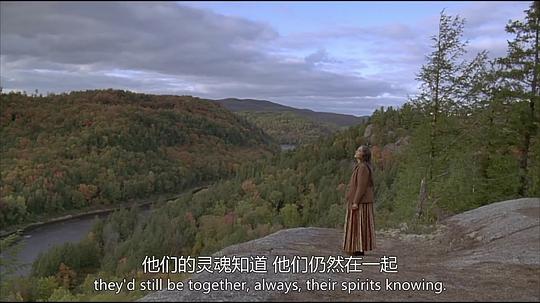 他们的灵魂知道 他们仍然在一起
they'd still be together, always, their spirits knowing.